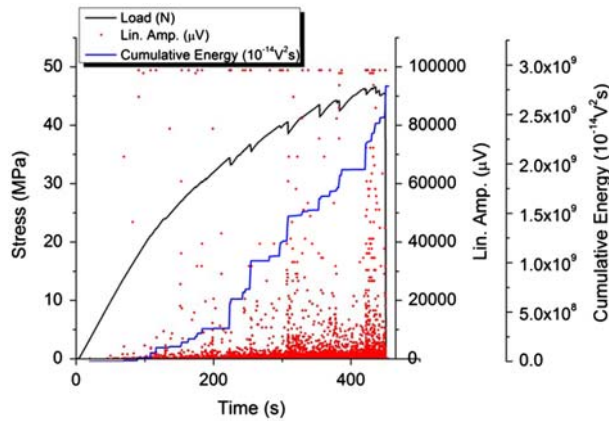 Load (N)
Lin. Amp. (μV)
Cumulative Energy (10⁻¹⁴V²s)
50
40
30
20
10
0
Stress (MPa)
0
200
400
Time (s)
100000
80000
60000
40000
20000
0
Lin. Amp. (μV)
3.0x10⁹
2.5x10⁹
2.0x10⁹
1.5x10⁹
1.0x10⁹
5.0x10⁸
0.0
Cumulative Energy (10⁻¹⁴V²s)